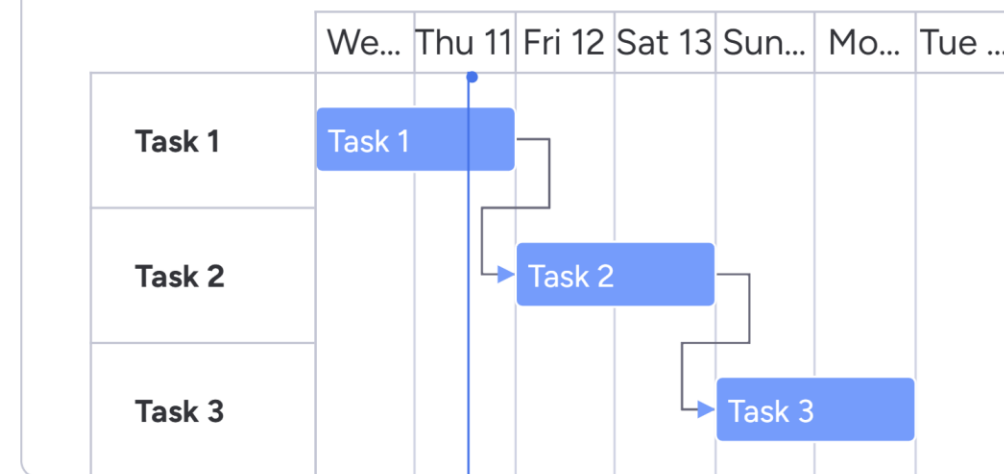 We... Thu 11 Fri 12 Sat 13 Sun... Mo... Tue ...
Task 1 Task 1
Task 2 Task 2
Task 3 Task 3